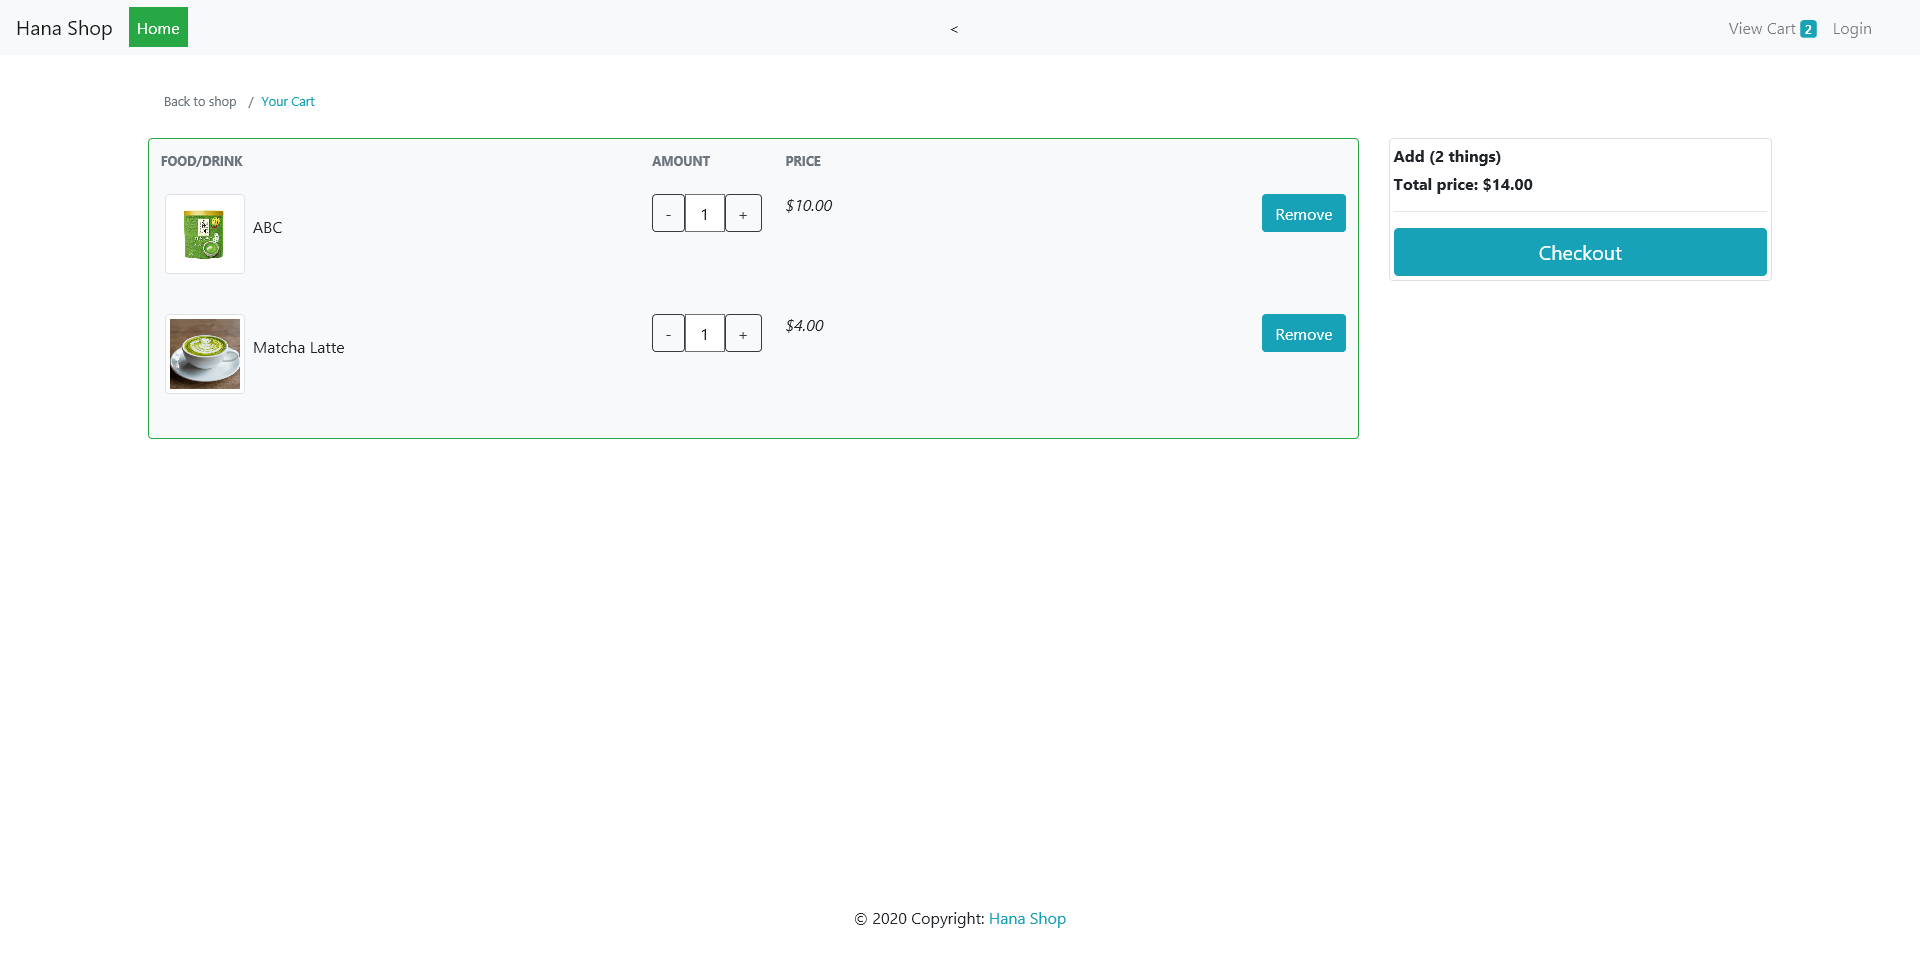 Hana Shop Home < View Cart 2 Login
Back to shop / Your Cart
FOOD/DRINK AMOUNT PRICE
ABC - 1 + $10.00 Remove
Matcha Latte - 1 + $4.00 Remove
Add (2 things)
Total price: $14.00
Checkout
© 2020 Copyright: Hana Shop